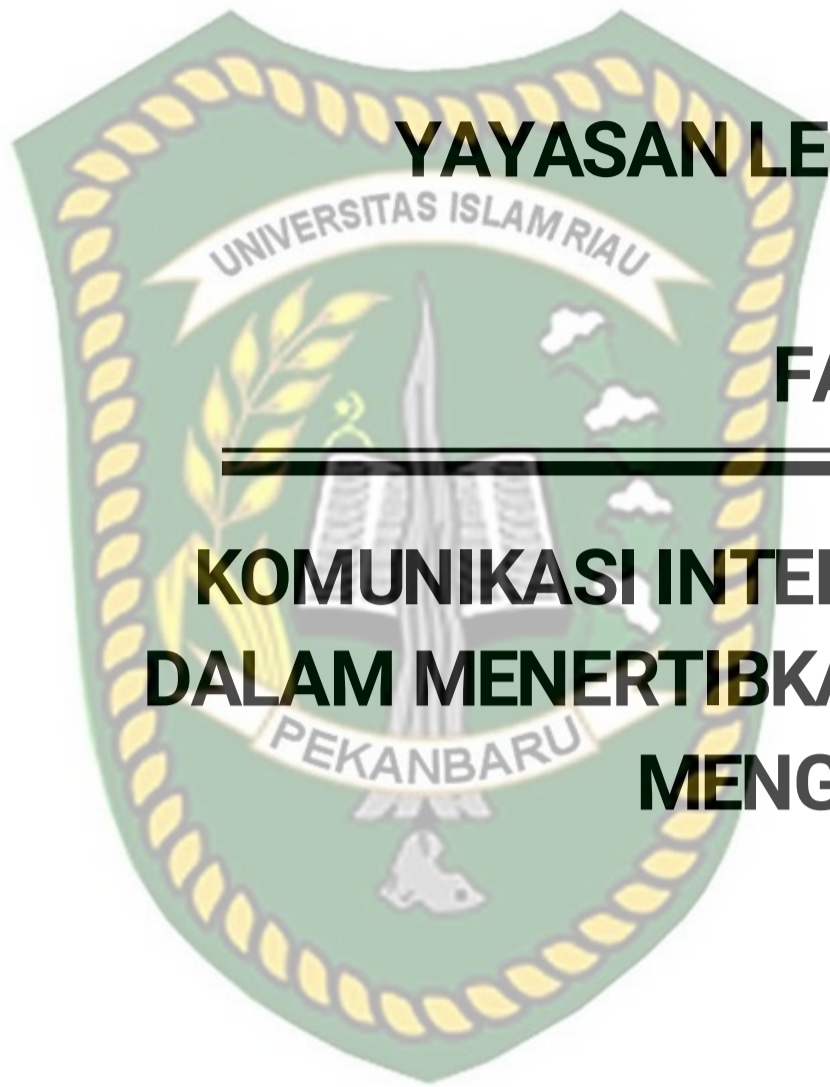 YAYASAN LE
UNIVERSITAS ISLAM RIAU
FA
KOMUNIKASI INTE
DALAM MENERTIBKA
PEKANBARU
MENG